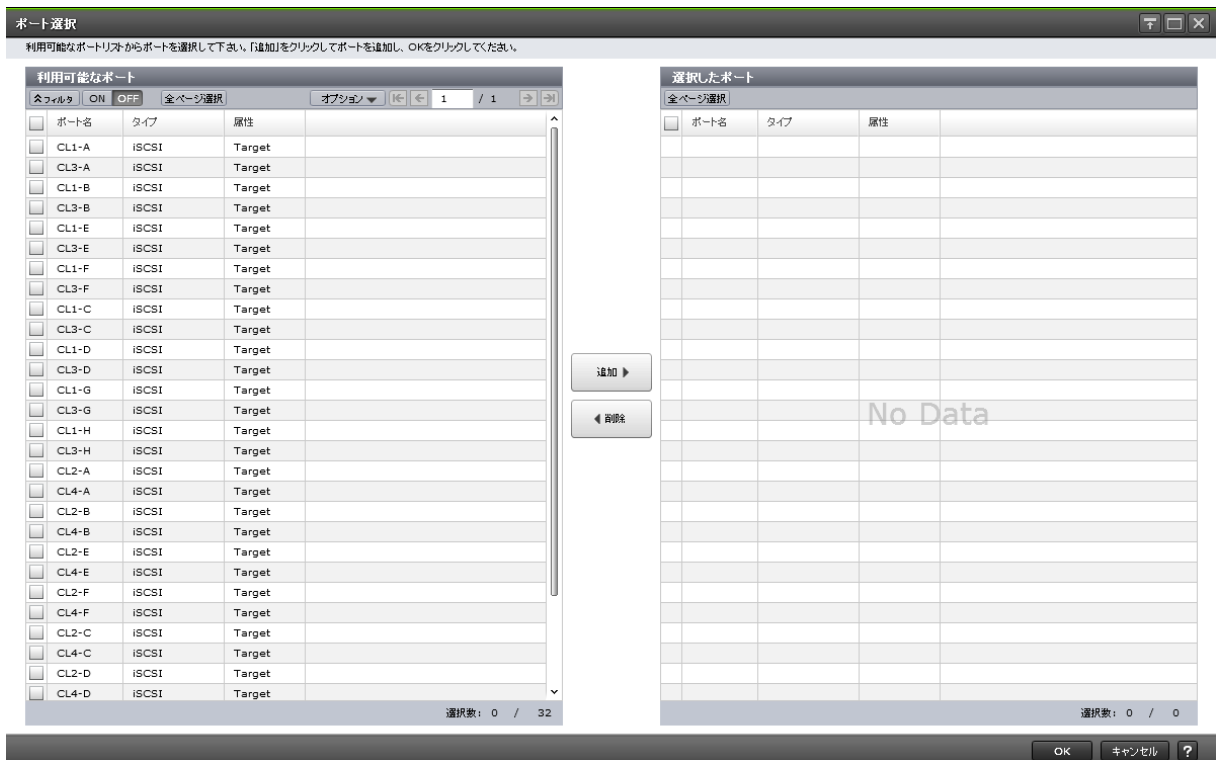 ポート選択
利用可能なポートリストからポートを選択して下さい。「追加」をクリックしてポートを追加し、OKをクリックしてください。
利用可能なポート
フィルタ ON OFF 全ページ選択 オプション 1 / 1
ポート名 タイプ 属性
CL1-A iSCSI Target
CL3-A iSCSI Target
CL1-B iSCSI Target
CL3-B iSCSI Target
CL1-E iSCSI Target
CL3-E iSCSI Target
CL1-F iSCSI Target
CL3-F iSCSI Target
CL1-C iSCSI Target
CL3-C iSCSI Target
CL1-D iSCSI Target
CL3-D iSCSI Target
CL1-G iSCSI Target
CL3-G iSCSI Target
CL1-H iSCSI Target
CL3-H iSCSI Target
CL2-A iSCSI Target
CL4-A iSCSI Target
CL2-B iSCSI Target
CL4-B iSCSI Target
CL2-E iSCSI Target
CL4-E iSCSI Target
CL2-F iSCSI Target
CL4-F iSCSI Target
CL2-C iSCSI Target
CL4-C iSCSI Target
CL2-D iSCSI Target
CL4-D iSCSI Target
選択数: 0 / 32
追加
削除
選択したポート
全ページ選択
ポート名 タイプ 属性
No Data
選択数: 0 / 0
OK キャンセル ?